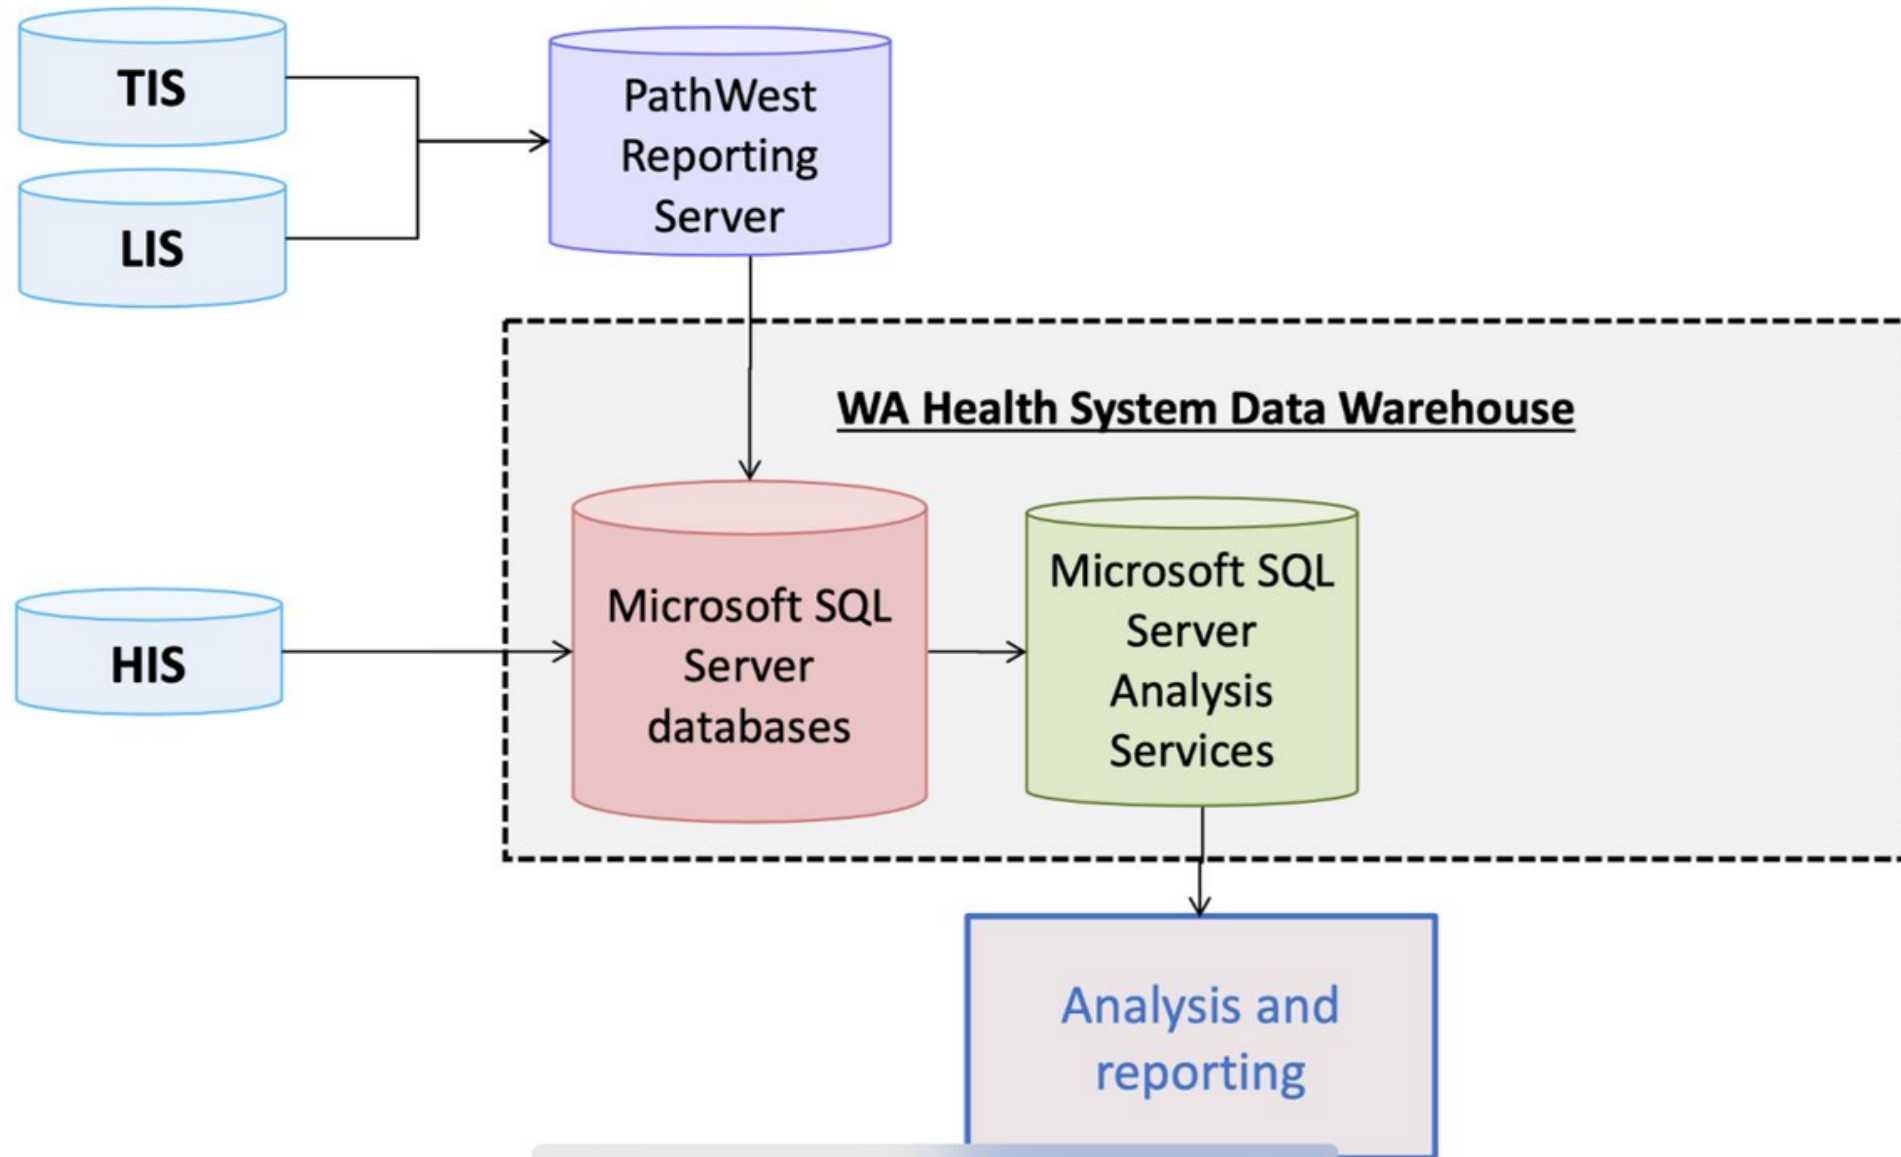 TIS
LIS
PathWest
Reporting
Server
WA Health System Data Warehouse
HIS
Microsoft SQL
Server
databases
Microsoft SQL
Server
Analysis
Services
Analysis and
reporting